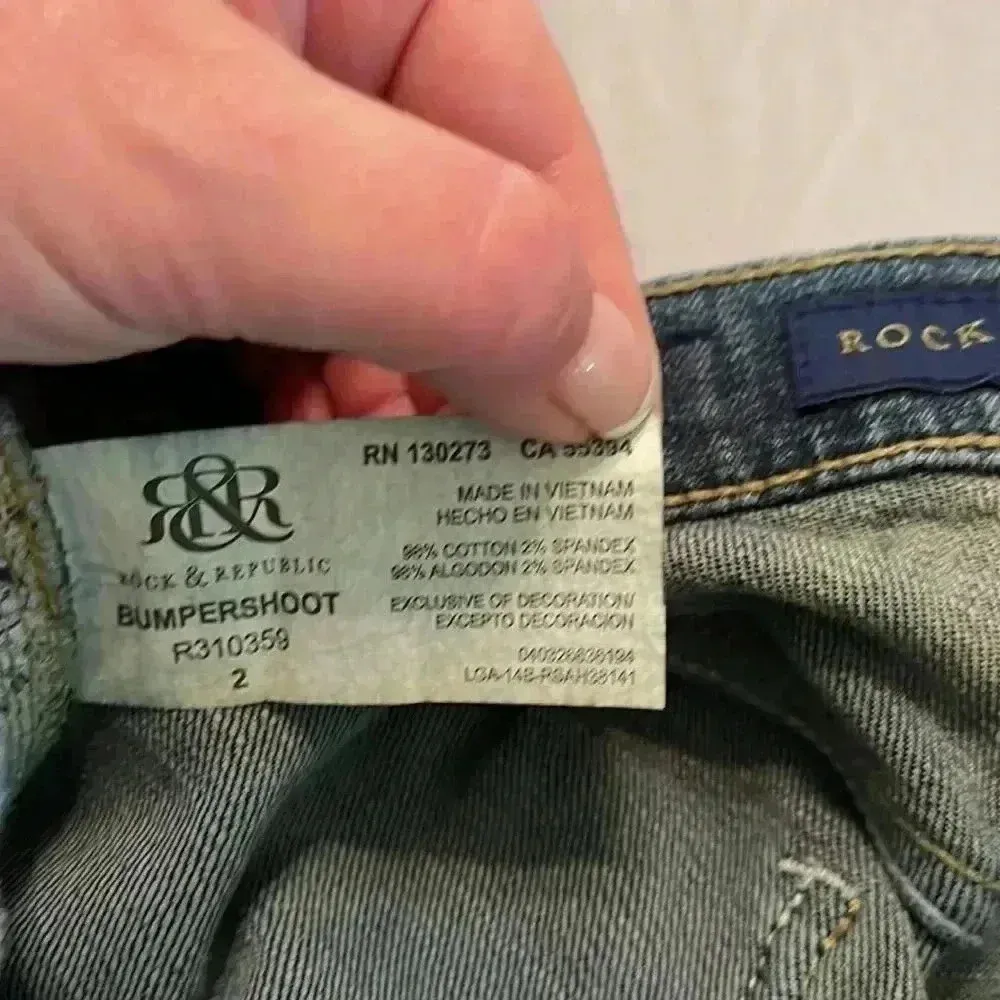 RN 130273 CA 55394
R&R
ROCK & REPUBLIC
BUMPERSHOOT
R310359
2
MADE IN VIETNAM
HECHO EN VIETNAM
98% COTTON 2% SPANDEX
98% ALGODON 2% SPANDEX
EXCLUSIVE OF DECORATION/
EXCEPTO DECORACION
ROCK